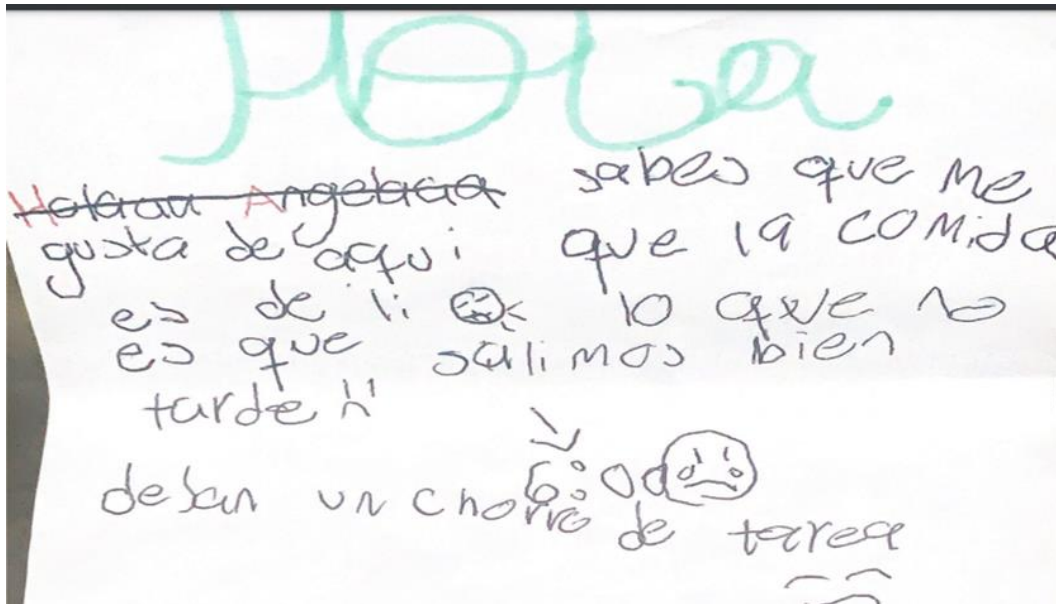 Hola
Holaau Angelaaa sabes que me
gusta de aqui que la comida
es de li lo que no
es que salimos bien
tarde n'
6:00
dejan un chorro de tarea